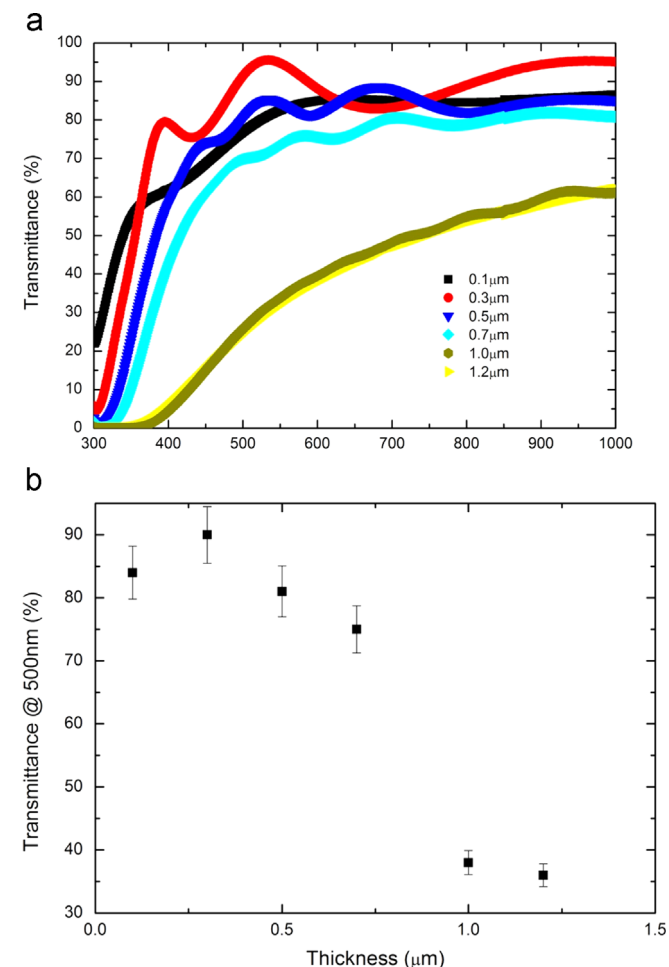 a
100
90
80
70
60
50
40
30
20
10
0
Transmittance (%)
300 400 500 600 700 800 900 1000
0.1μm
0.3μm
0.5μm
0.7μm
1.0μm
1.2μm
b
90
80
70
60
50
40
30
Transmittance @ 500nm (%)
0.0 0.5 1.0 1.5
Thickness (μm)